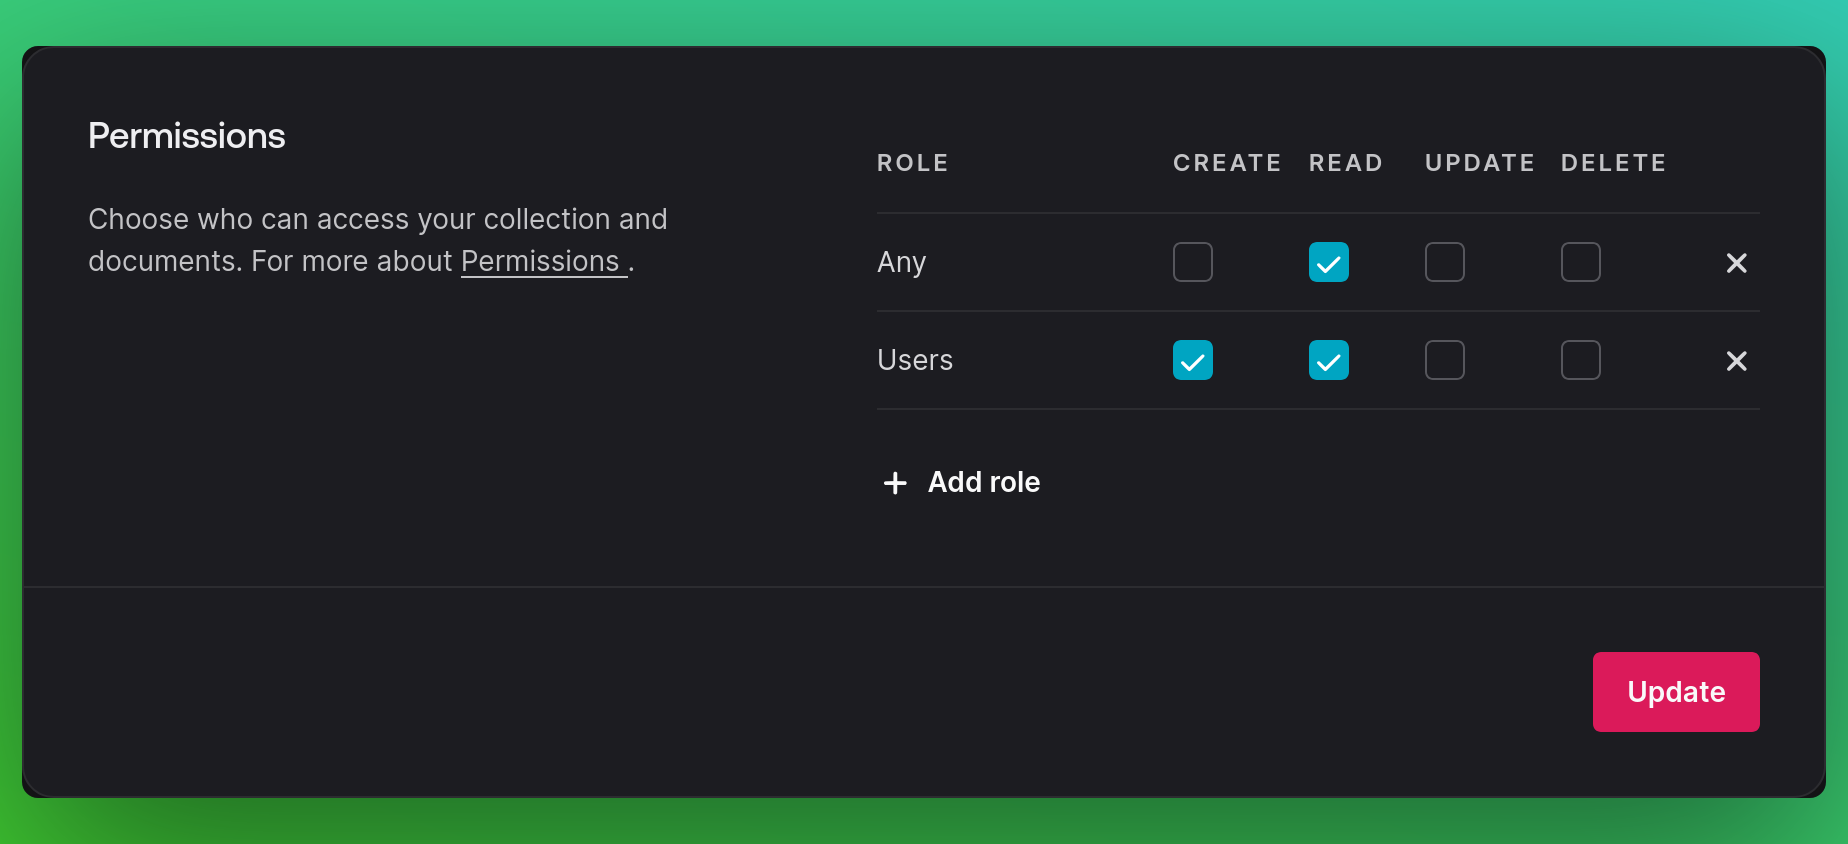 Permissions
Choose who can access your collection and
documents. For more about Permissions .
ROLE CREATE READ UPDATE DELETE
Any
Users
Add role
Update